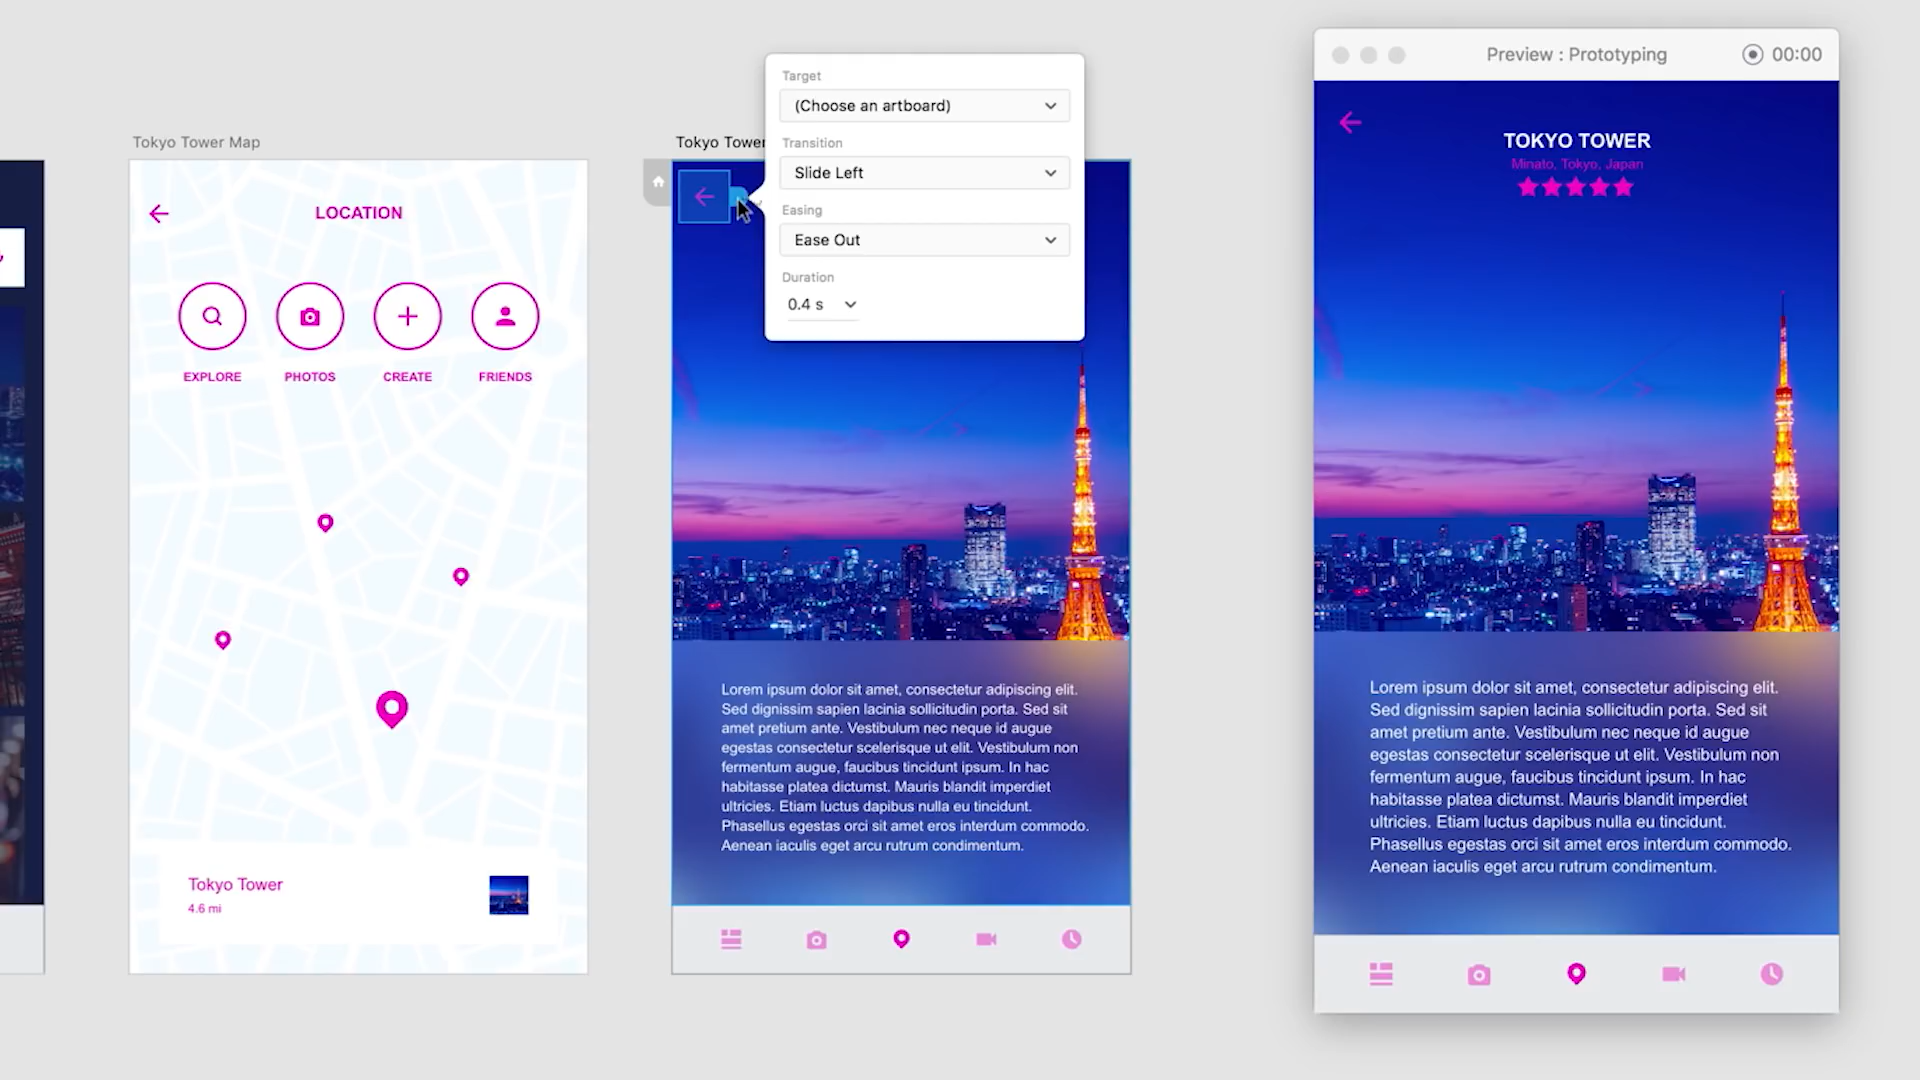 Tokyo Tower Map
LOCATION
EXPLORE
PHOTOS
CREATE
FRIENDS
Tokyo Tower
4.6 mi
Tokyo Tower
Target
(Choose an artboard)
Transition
Slide Left
Easing
Ease Out
Duration
0.4 s
Lorem ipsum dolor sit amet, consectetur adipiscing elit.
Sed dignissim sapien lacinia sollicitudin porta. Sed sit
amet pretium ante. Vestibulum nec neque id augue
egestas consectetur scelerisque ut elit. Vestibulum non
fermentum augue, faucibus tincidunt ipsum. In hac
habitasse platea dictumst. Mauris blandit imperdiet
ultricies. Etiam luctus dapibus nulla eu tincidunt.
Phasellus egestas orci sit amet eros interdum commodo.
Aenean iaculis eget arcu rutrum condimentum.
Preview : Prototyping
00:00
TOKYO TOWER
Minato, Tokyo, Japan
Lorem ipsum dolor sit amet, consectetur adipiscing elit.
Sed dignissim sapien lacinia sollicitudin porta. Sed sit
amet pretium ante. Vestibulum nec neque id augue
egestas consectetur scelerisque ut elit. Vestibulum non
fermentum augue, faucibus tincidunt ipsum. In hac
habitasse platea dictumst. Mauris blandit imperdiet
ultricies. Etiam luctus dapibus nulla eu tincidunt.
Phasellus egestas orci sit amet eros interdum commodo.
Aenean iaculis eget arcu rutrum condimentum.